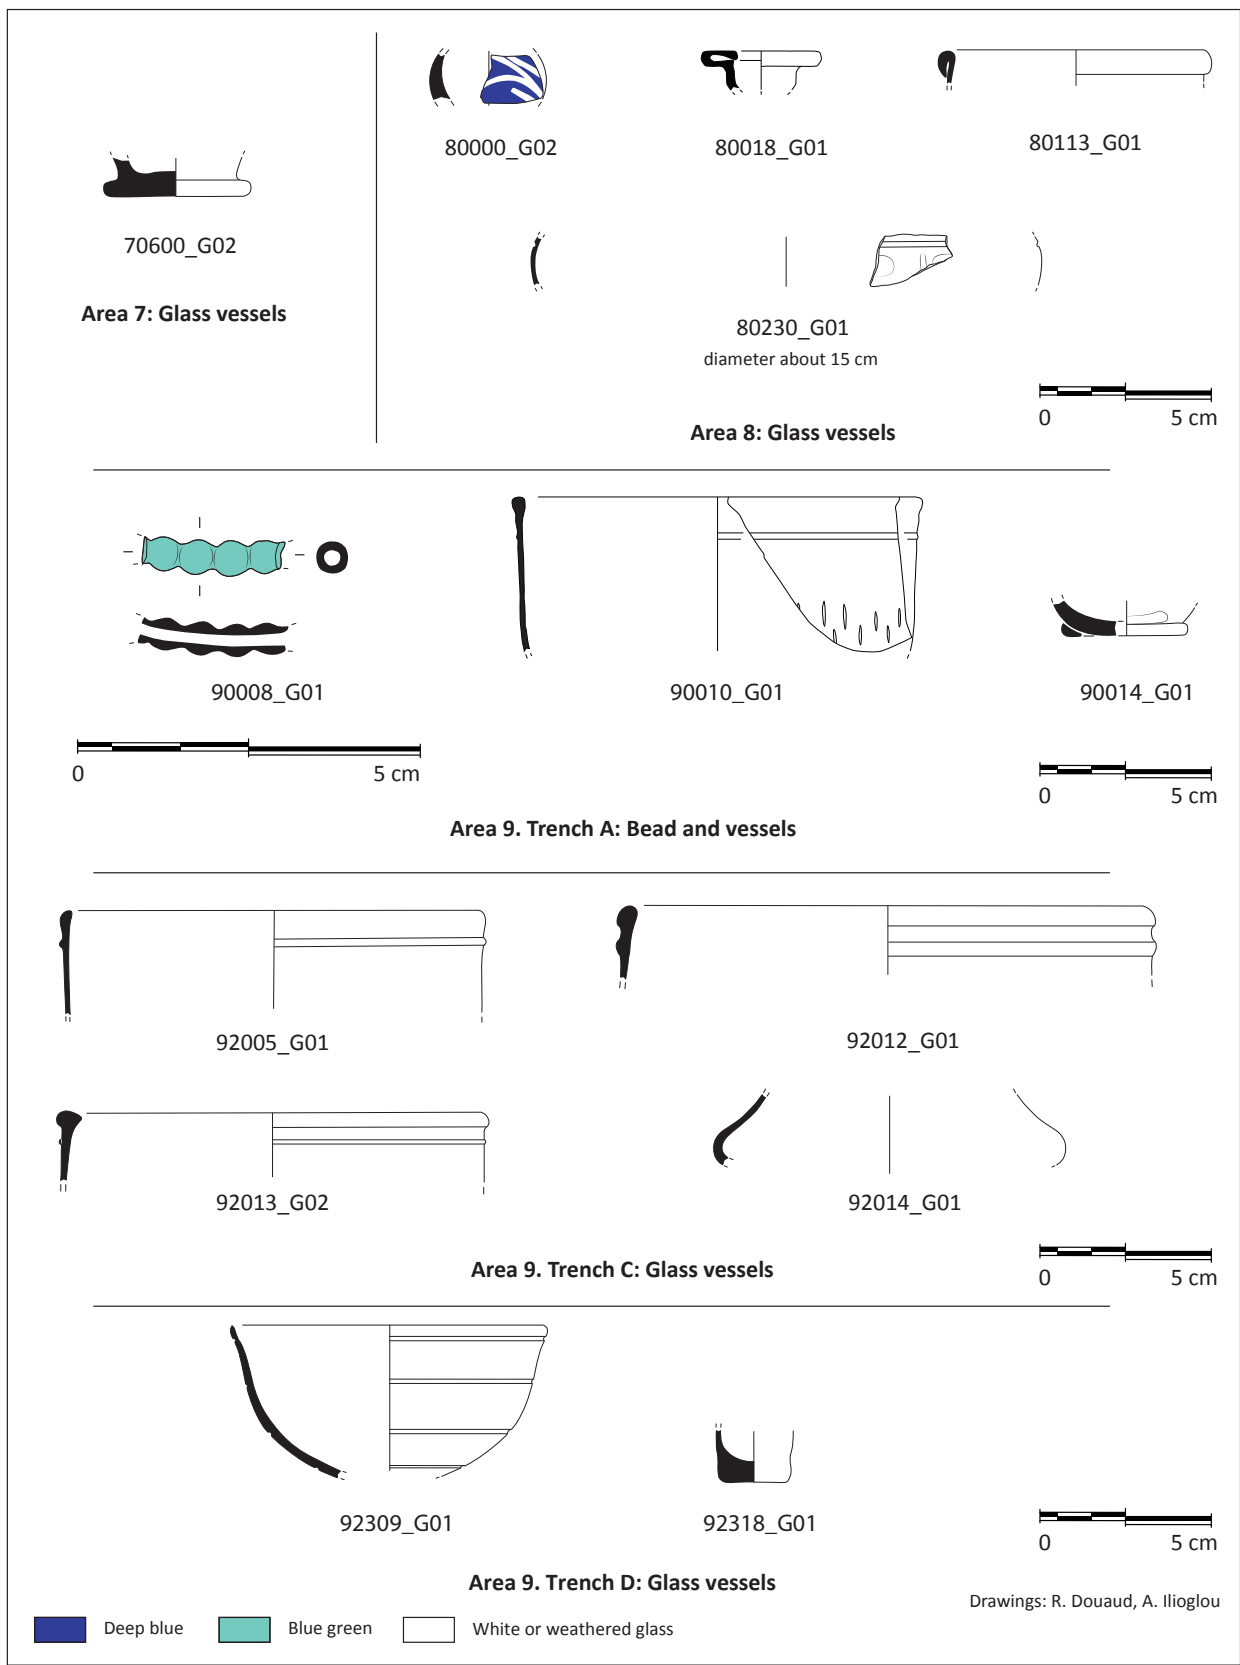 70600_G02
Area 7: Glass vessels
80000_G02
80018_G01
80113_G01
80230_G01
diameter about 15 cm
0 5 cm
Area 8: Glass vessels
90008_G01
90010_G01
90014_G01
0 5 cm
0 5 cm
Area 9. Trench A: Bead and vessels
92005_G01
92012_G01
92013_G02
92014_G01
0 5 cm
Area 9. Trench C: Glass vessels
92309_G01
92318_G01
0 5 cm
Area 9. Trench D: Glass vessels
Drawings: R. Douaud, A. Ilioglou
Deep blue
Blue green
White or weathered glass